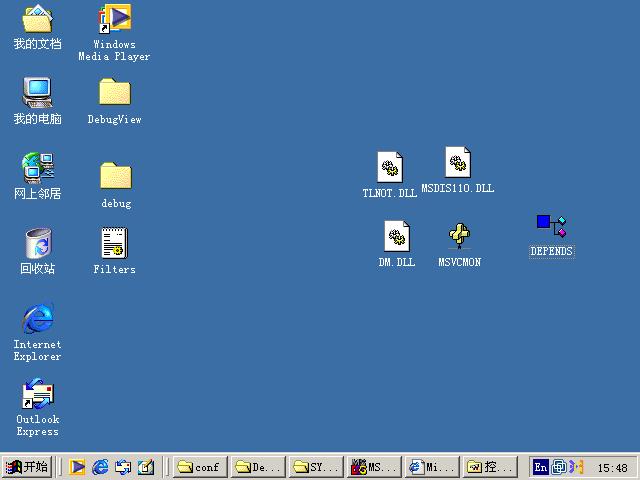 我的文档
Windows
Media Player
我的电脑
DebugView
网上邻居
debug
回收站
Filters
Internet
Explorer
Outlook
Express
TLNOT.DLL
MSDIS110.DLL
DM.DLL
MSVCMON
DEPENDS
开始
conf
De...
SY...
MS...
Mi...
控...
En
15:48